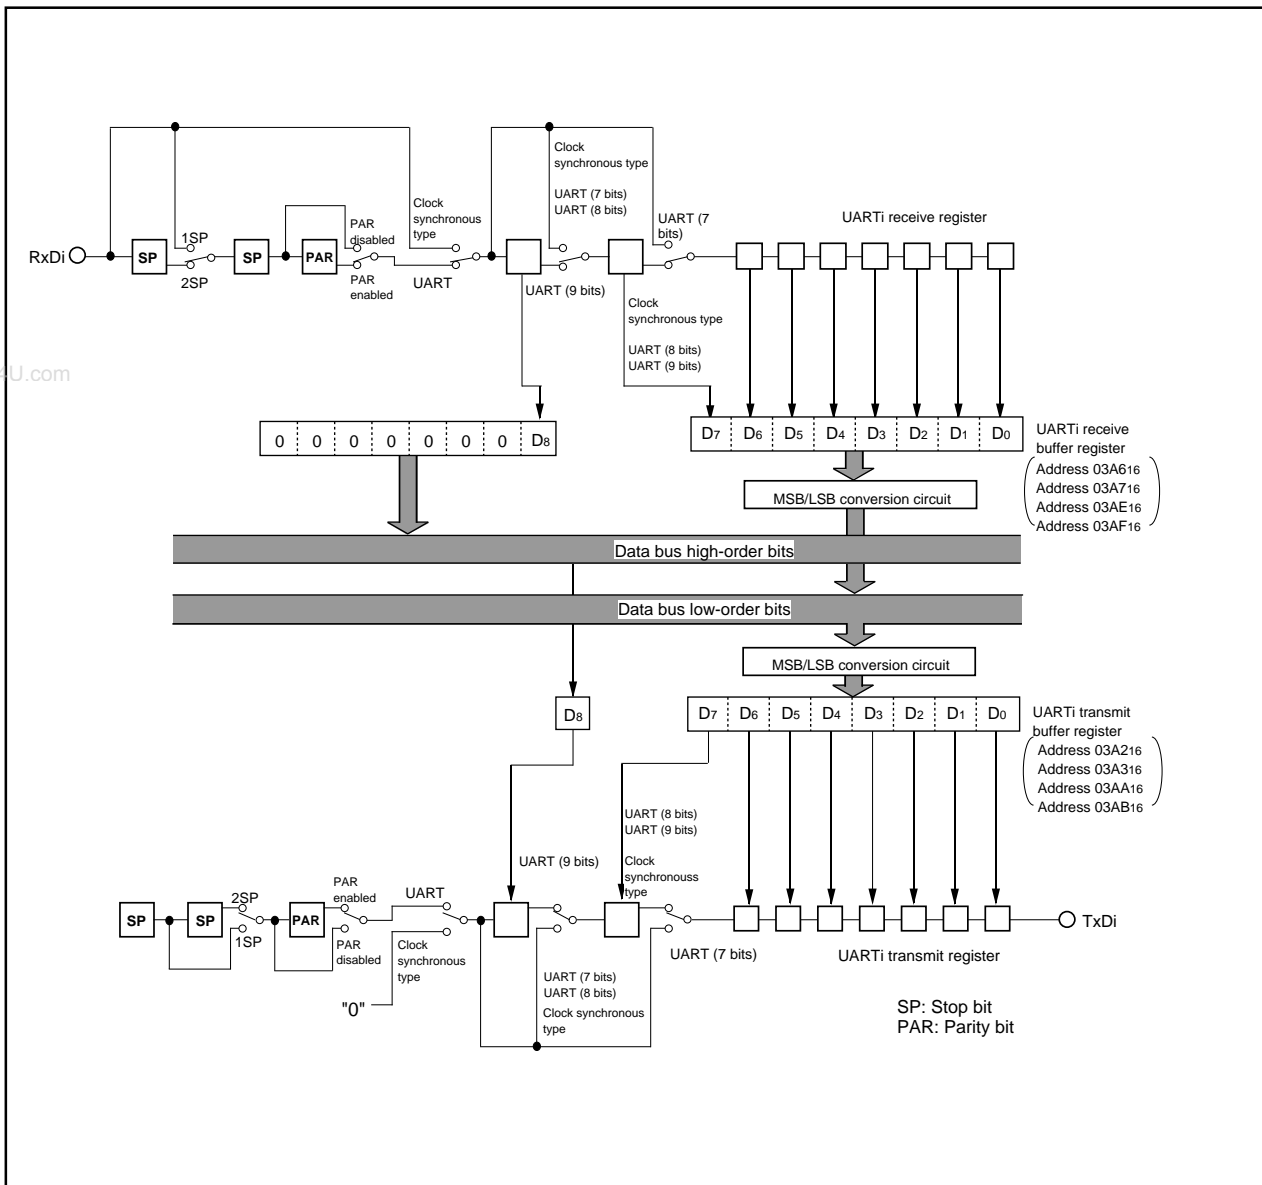 Clock
synchronous type
UART (7 bits)
UART (8 bits)
Clock
synchronous
type
UART (7
bits)
UARTi receive register
PAR
disabled
1SP
RxDi
SP
SP
PAR
2SP
PAR
enabled
UART
UART (9 bits)
Clock
synchronous type
UART (8 bits)
UART (9 bits)
4U.com
0 0 0 0 0 0 0 D8
D7 D6 D5 D4 D3 D2 D1 D0
UARTi receive
buffer register
Address 03A616
Address 03A716
Address 03AE16
Address 03AF16
MSB/LSB conversion circuit
Data bus high-order bits
Data bus low-order bits
MSB/LSB conversion circuit
D8
D7 D6 D5 D4 D3 D2 D1 D0
UARTi transmit
buffer register
Address 03A216
Address 03A316
Address 03AA16
Address 03AB16
UART (8 bits)
UART (9 bits)
UART (9 bits)
Clock
synchronouss
type
PAR
enabled
UART
2SP
SP
SP
PAR
TxDi
1SP
PAR
disabled
Clock
synchronous
type
UART (7 bits)
UARTi transmit register
UART (7 bits)
UART (8 bits)
Clock synchronous
type
"0"
SP: Stop bit
PAR: Parity bit